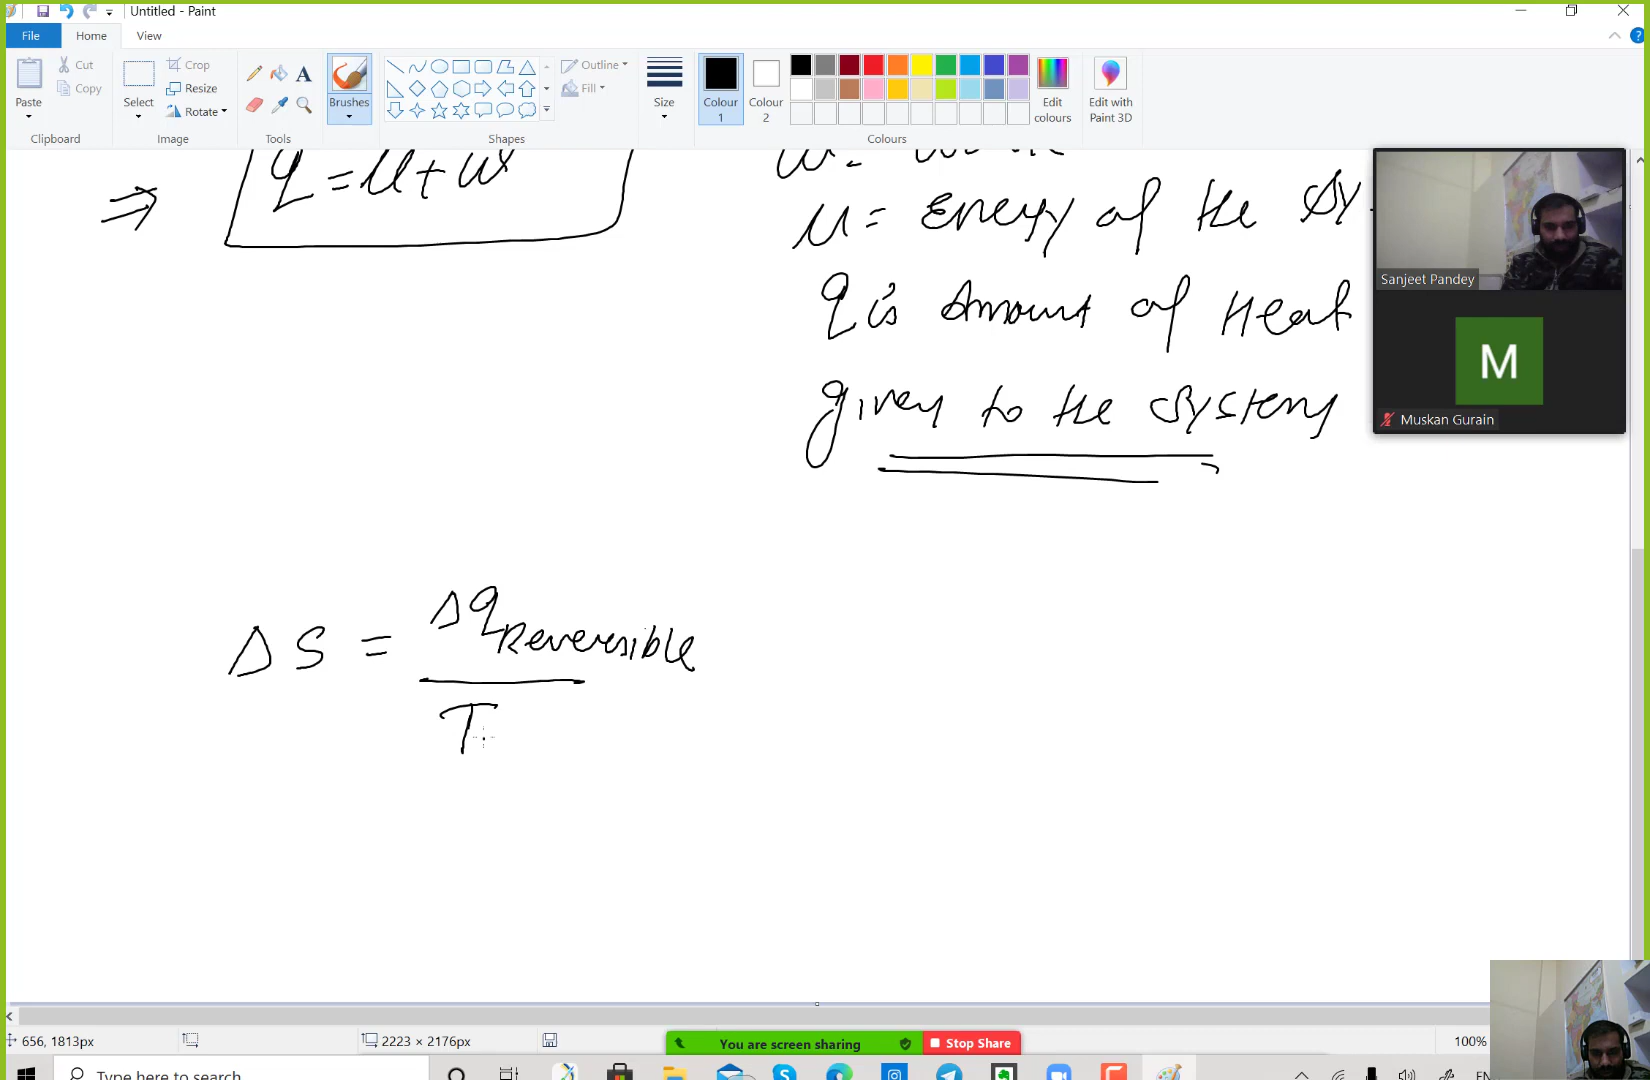 Untitled - Paint
File Home View
Cut
Copy
Paste
Clipboard
Select
Crop
Resize
Rotate
Image
Tools
Brushes
Shapes
Outline
Fill
Size
Colour 1
Colour 2
Edit colours
Edit with Paint 3D
Colours
⇒ q = u + w
u = Energy of the Sy
q is Amount of Heat
given to the System
Sanjeet Pandey
M
Muskan Gurain
ΔS = Δq Reversible
T
656, 1813px
2223 × 2176px
You are screen sharing
Stop Share
100%
Type here to search